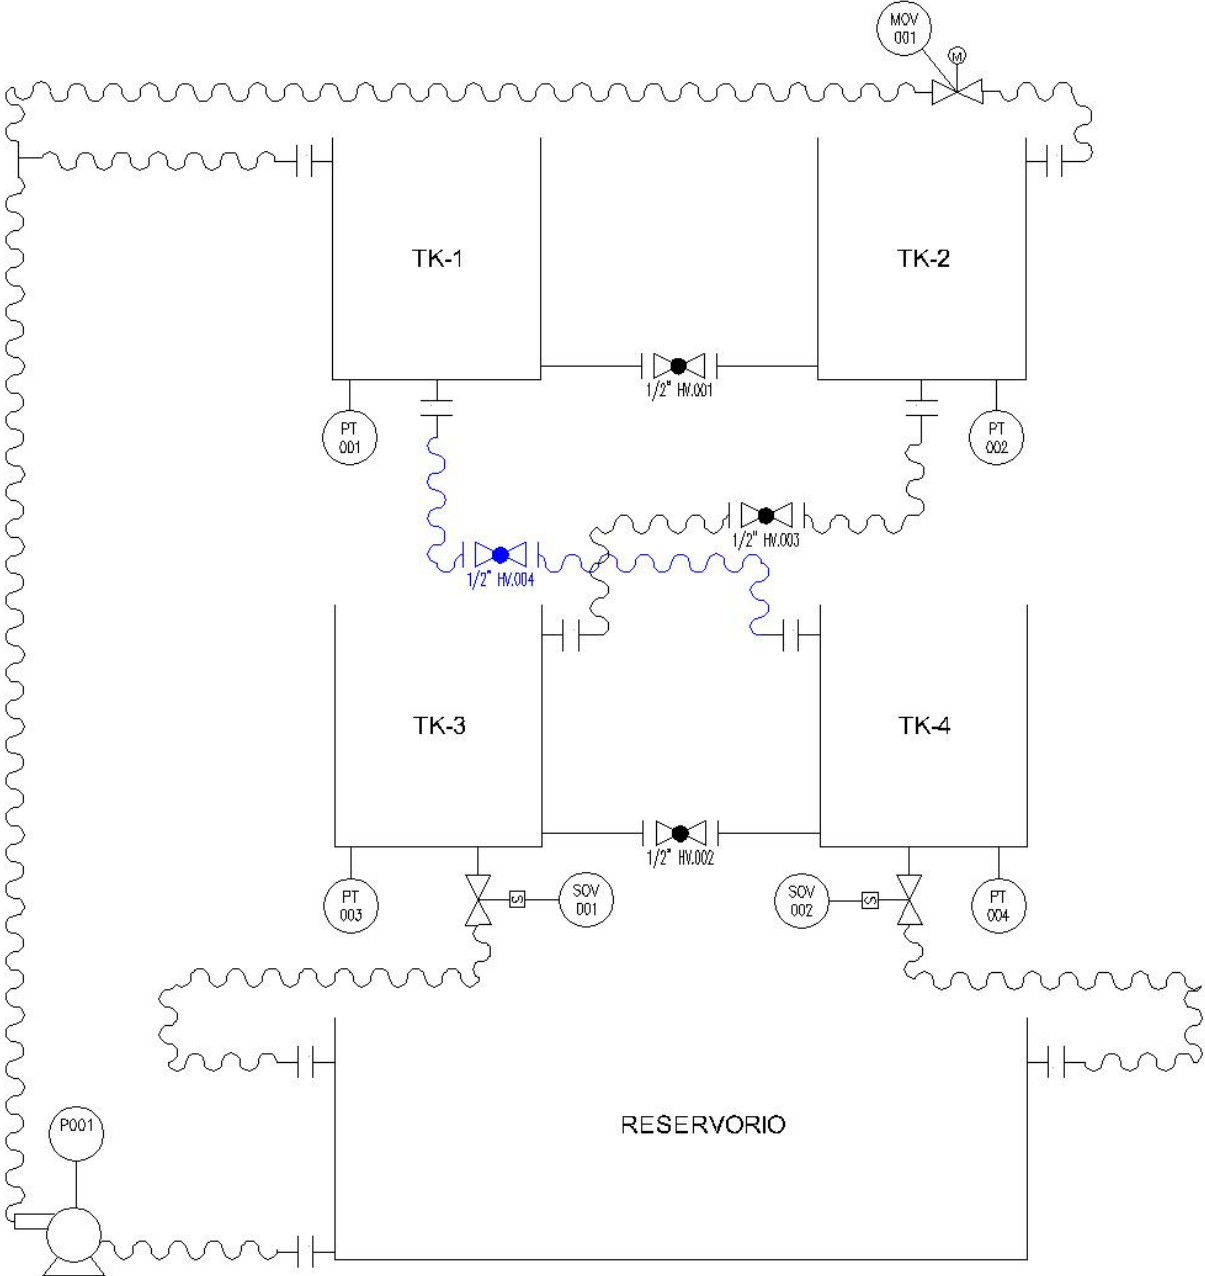 MOV
001
M
TK-1
TK-2
1/2" HV.001
PT
001
PT
002
1/2" HV.003
1/2" HV.004
TK-3
TK-4
1/2" HV.002
PT
003
S
SOV
001
SOV
002
S
PT
004
P001
RESERVORIO